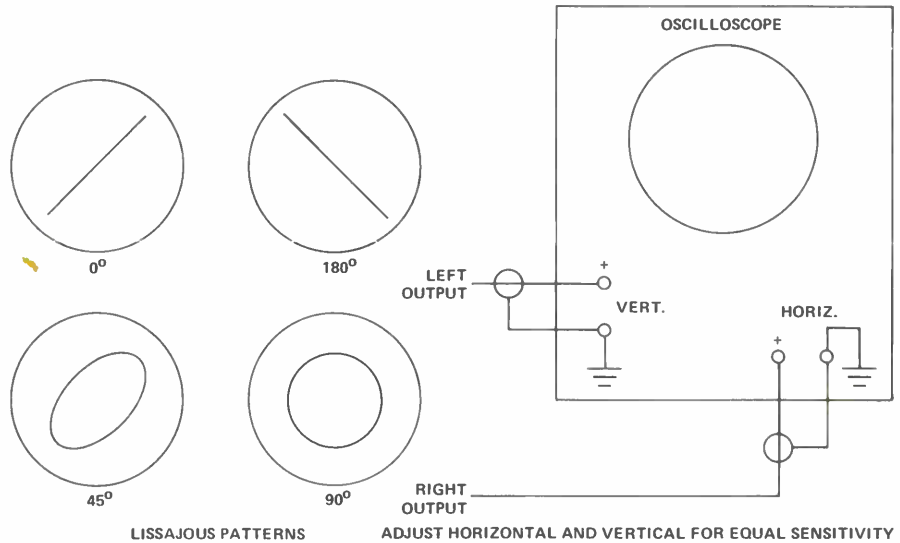 OSCILLOSCOPE
0°
180°
LEFT
OUTPUT
+
VERT.
HORIZ.
+
45°
90°
RIGHT
OUTPUT
LISSAJOUS PATTERNS
ADJUST HORIZONTAL AND VERTICAL FOR EQUAL SENSITIVITY